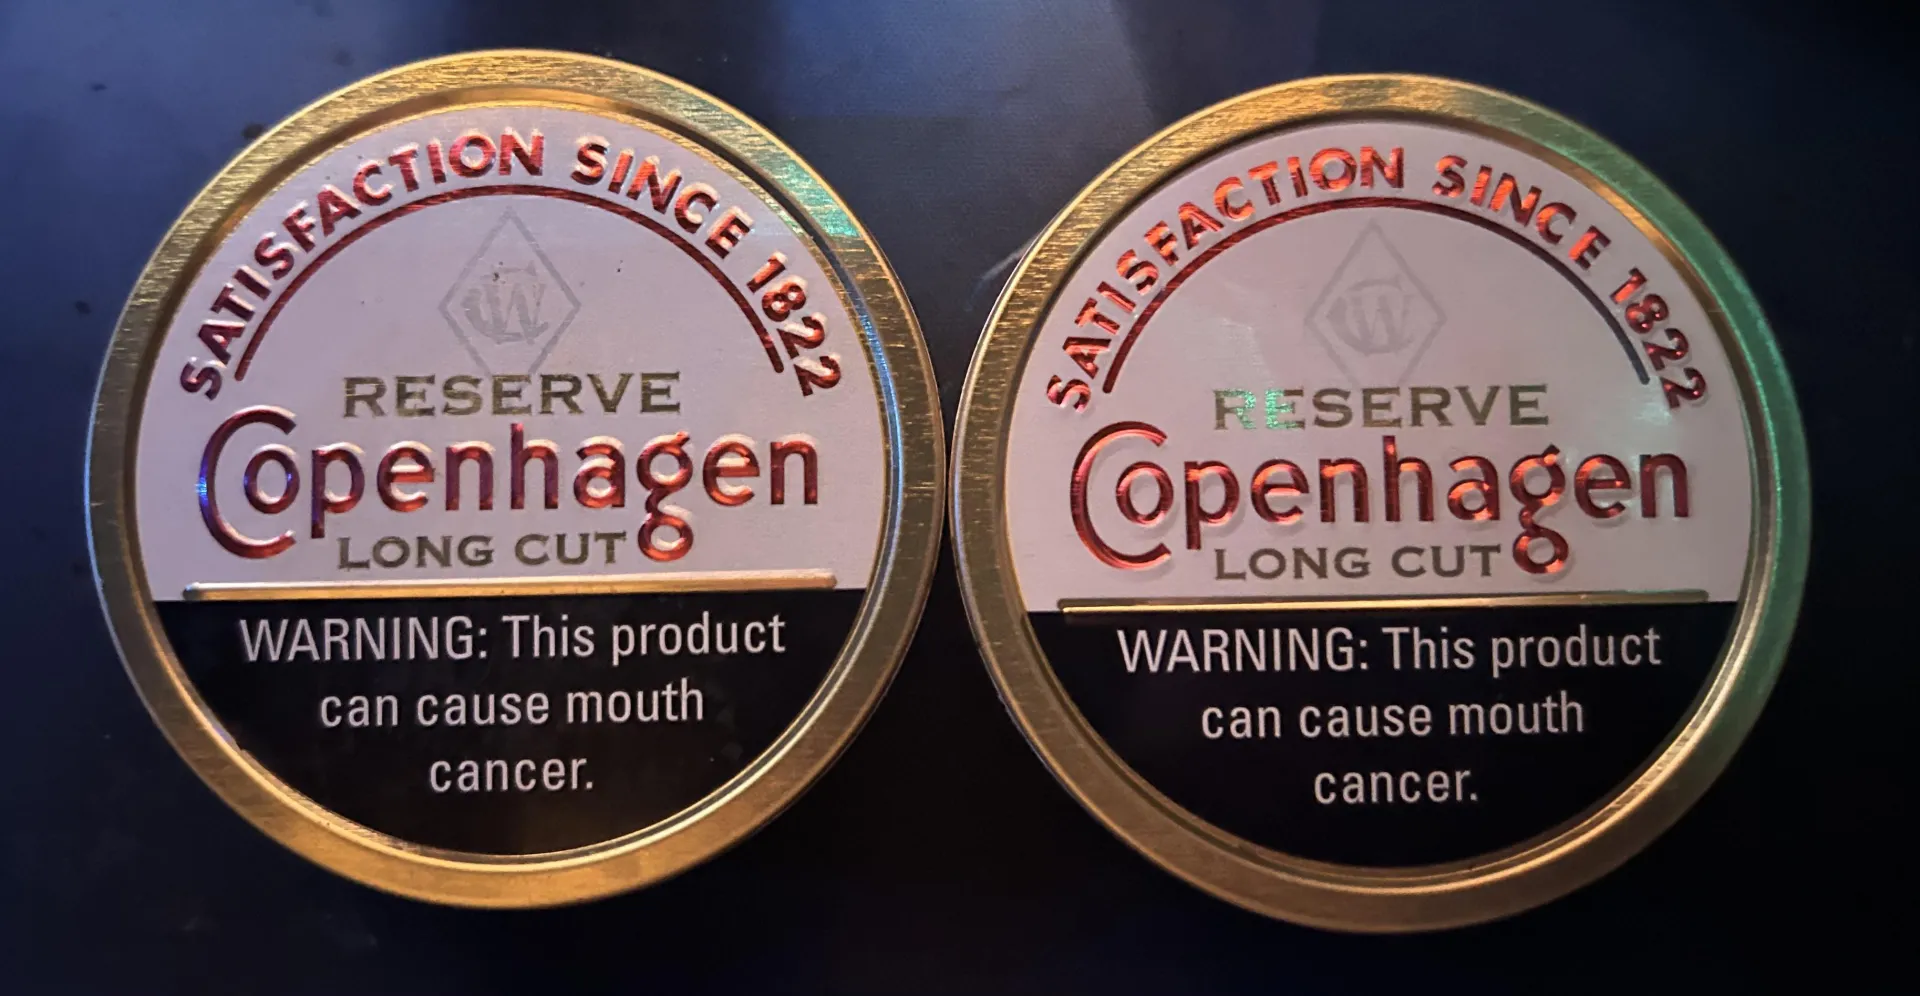 SATISFACTION SINCE 1822
RESERVE
Copenhagen
LONG CUT
WARNING: This product
can cause mouth
cancer.
SATISFACTION SINCE 1822
RESERVE
Copenhagen
LONG CUT
WARNING: This product
can cause mouth
cancer.